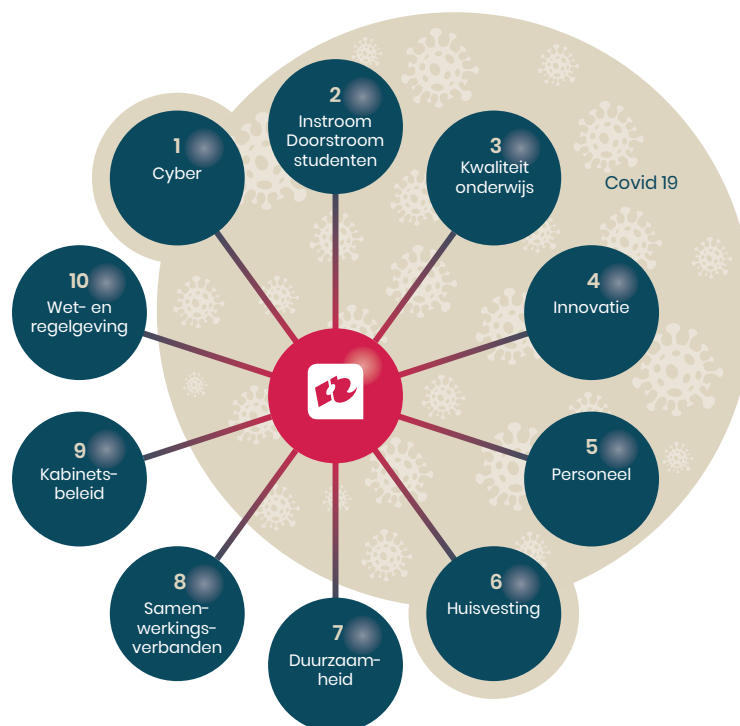 1
Cyber
2
Instroom
Doorstroom
studenten
3
Kwaliteit
onderwijs
Covid 19
4
Innovatie
5
Personeel
6
Huisvesting
7
Duurzaam-
heid
8
Samen-
werkings-
verbanden
9
Kabinets-
beleid
10
Wet- en
regelgeving